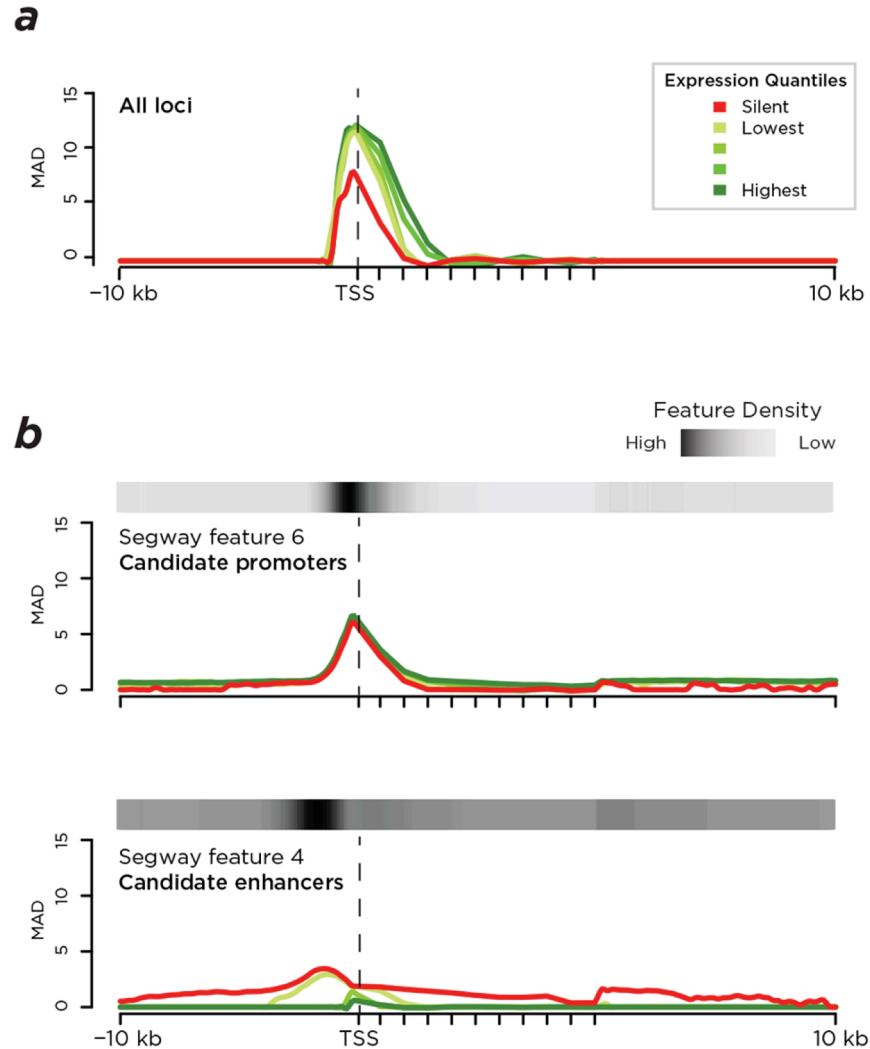 a
All loci
Expression Quantiles
Silent
Lowest
Highest
MAD
15
10
5
0
−10 kb
TSS
10 kb
b
Feature Density
High
Low
Segway feature 6
Candidate promoters
MAD
15
10
5
0
Segway feature 4
Candidate enhancers
MAD
15
10
5
0
−10 kb
TSS
10 kb